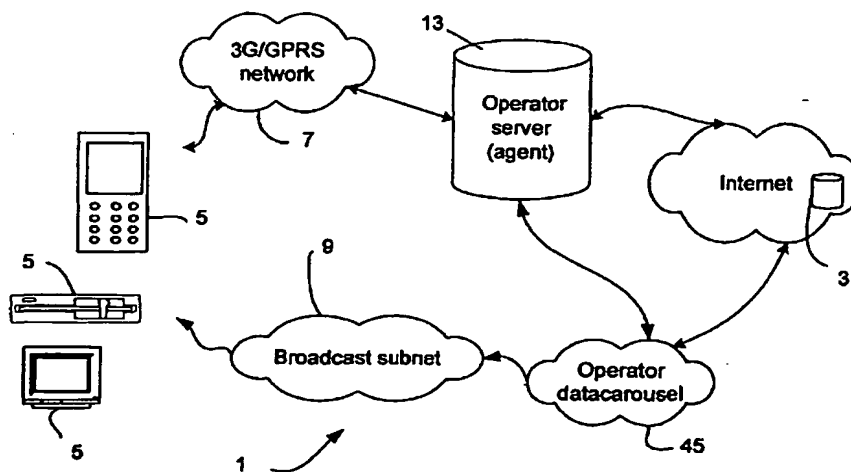 13
3G/GPRS
network
Operator
server
(agent)
7
Internet
5
3
9
5
Broadcast subnet
Operator
datacarousel
5
1
45